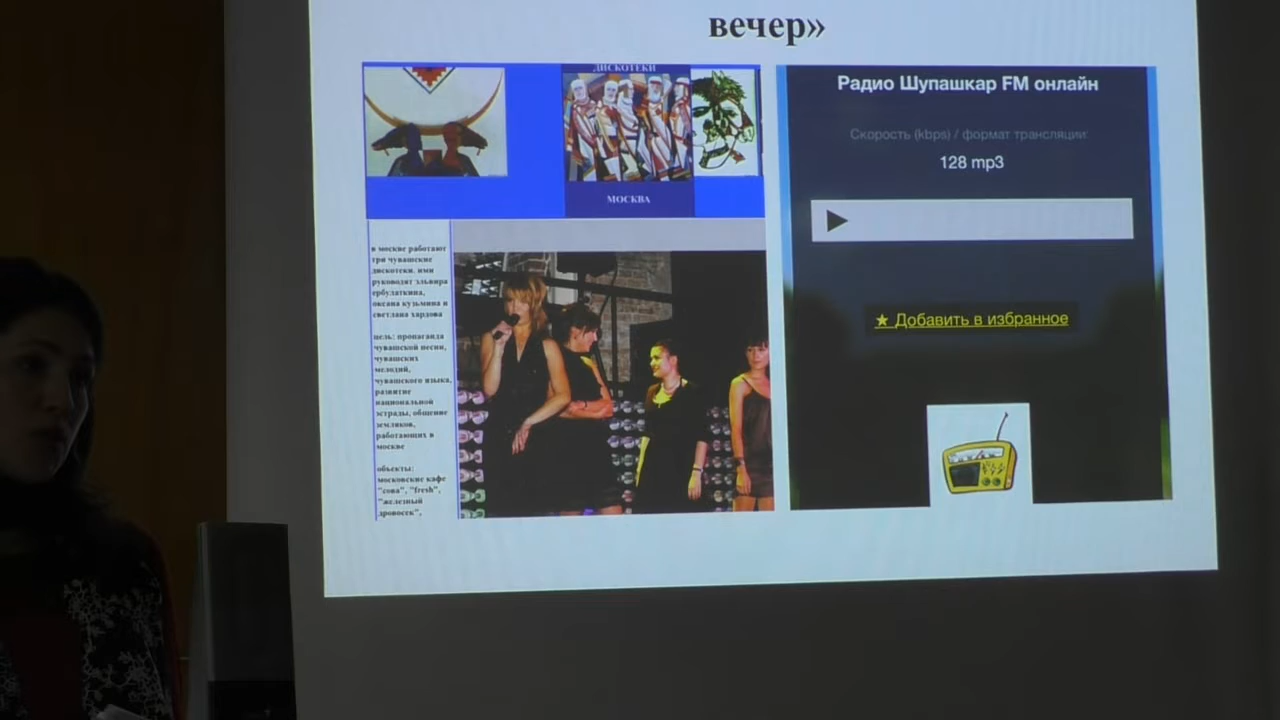 вечер»
ДИСКОТЕКИ
МОСКВА
в москве работают
три чувашские
дискотеки. ими
руководят эльвира
ербулаткина,
оксана кузьмина и
светлана хардова
цель: пропаганда
чувашской песни,
чувашских
мелодий,
чувашского языка,
развитие
национальной
эстрады, общение
земляков,
работающих в
москве
объекты:
московские кафе
"сова", "fresh",
"железный
дровосек",
Радио Шупашкар FM онлайн
Скорость (kbps) / формат трансляции:
128 mp3
★ Добавить в избранное